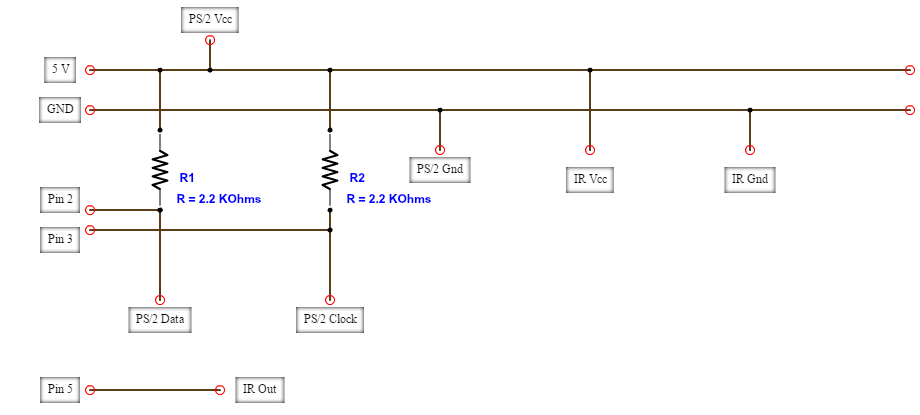 PS/2 Vcc
5 V
GND
PS/2 Gnd
IR Vcc
IR Gnd
R1
R = 2.2 KOhms
R2
R = 2.2 KOhms
Pin 2
Pin 3
PS/2 Data
PS/2 Clock
Pin 5
IR Out